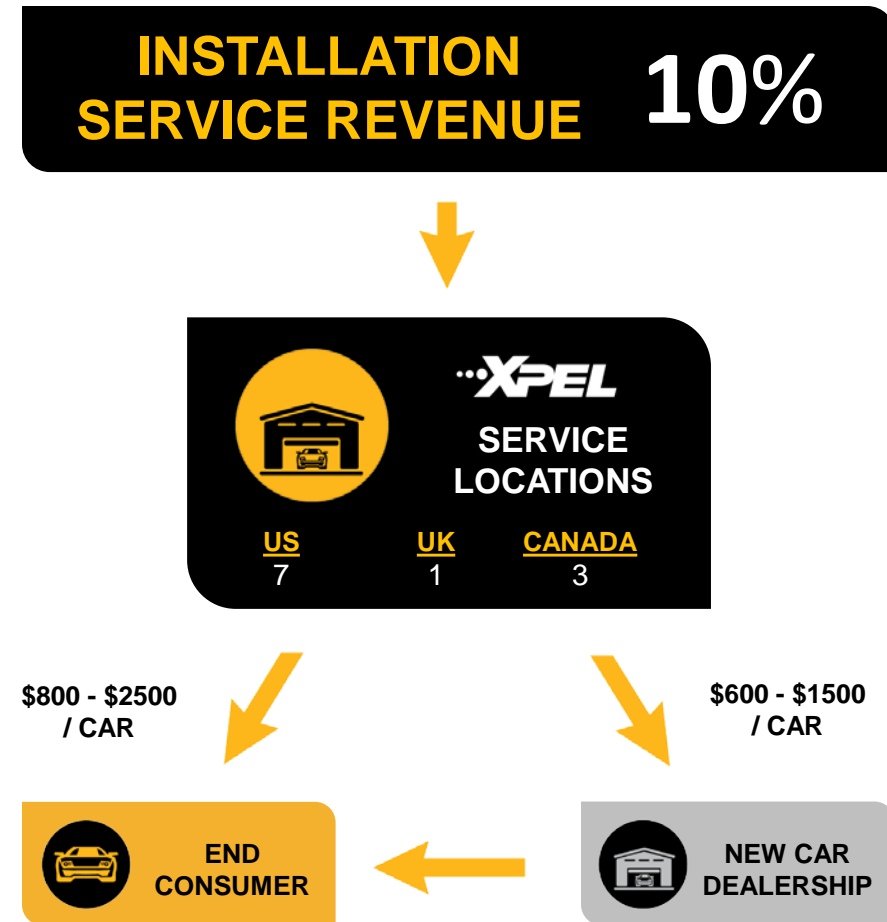 INSTALLATION
SERVICE REVENUE
10%
XPEL
SERVICE
LOCATIONS
US UK CANADA
7 1 3
$800 - $2500
/ CAR
$600 - $1500
/ CAR
END
CONSUMER
NEW CAR
DEALERSHIP